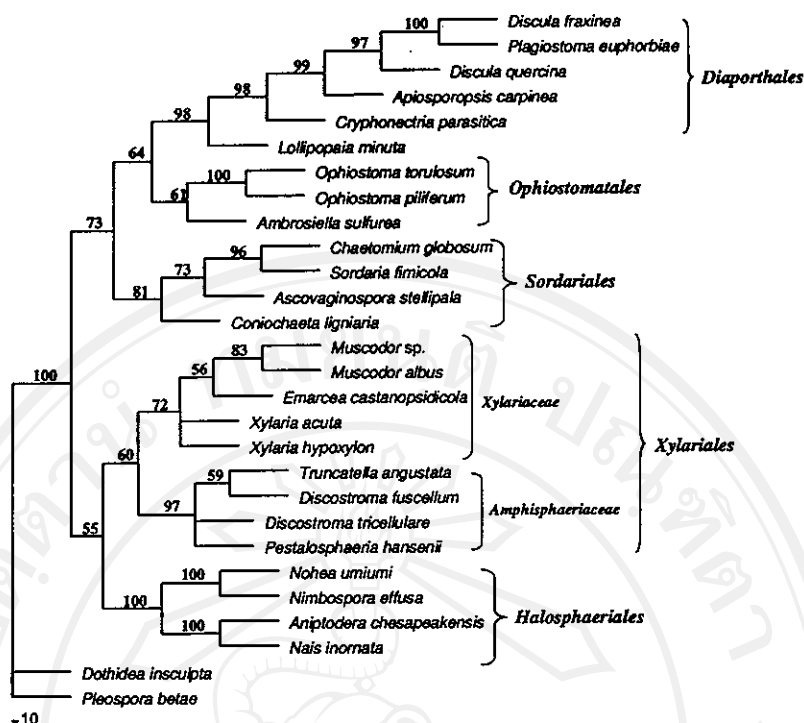 100
Discula fraxinea
97
Plagiostoma euphorbiae
99
Discula quercina
Diaporthales
98
Apiosporopsis carpinea
98
Cryphonectria parasitica
64
Lollipopaia minuta
100
Ophiostoma torulosum
Ophiostomatales
61
Ophiostoma piliferum
73
Ambrosiella sulfurea
96
Chaetomium globosum
73
Sordaria fimicola
Sordariales
81
Ascovaginospora stellipala
Coniochaeta ligniaria
83
Muscodor sp.
56
Muscodor albus
100
Emarcea castanopsidicola
Xylariaceae
72
Xylaria acuta
Xylaria hypoxylon
Xylariales
60
59
Truncatella angustata
97
Discostroma fuscellum
Amphisphaeriaceae
55
Discostroma tricellulare
Pestalosphaeria hansenii
100
Nohea umiumi
100
Nimbospora effusa
Halosphaeriales
100
Aniptodera chesapeakensis
Nais inornata
Dothidea insculpta
Pleospora betae
-10